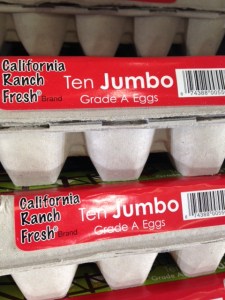 California
Ranch
Fresh® Brand
Ten Jumbo
Grade A Eggs
California
Ranch
Fresh® Brand
Ten Jumbo
Grade A Eggs